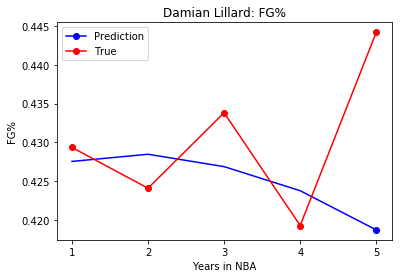 Damian Lillard: FG%
Prediction
True
FG%
0.445
0.440
0.435
0.430
0.425
0.420
1 2 3 4 5
Years in NBA